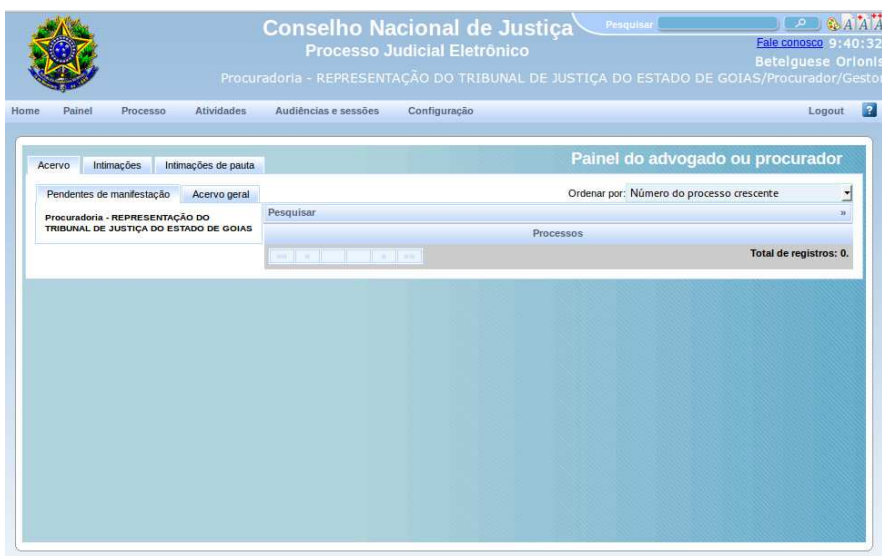 Conselho Nacional de Justiça
Pesquisar
A A A
Processo Judicial Eletrônico
Fale conosco 9:40:32
Betelguese Orionis
Procuradoria - REPRESENTAÇÃO DO TRIBUNAL DE JUSTIÇA DO ESTADO DE GOIAS/Procurador/Gestor
Home Painel Processo Atividades Audiências e sessões Configuração Logout ?
Acervo Intimações Intimações de pauta Painel do advogado ou procurador
Pendentes de manifestação Acervo geral Ordenar por: Número do processo crescente
Procuradoria - REPRESENTAÇÃO DO
TRIBUNAL DE JUSTIÇA DO ESTADO DE GOIAS
Pesquisar »
Processos
«« « » »»
Total de registros: 0.